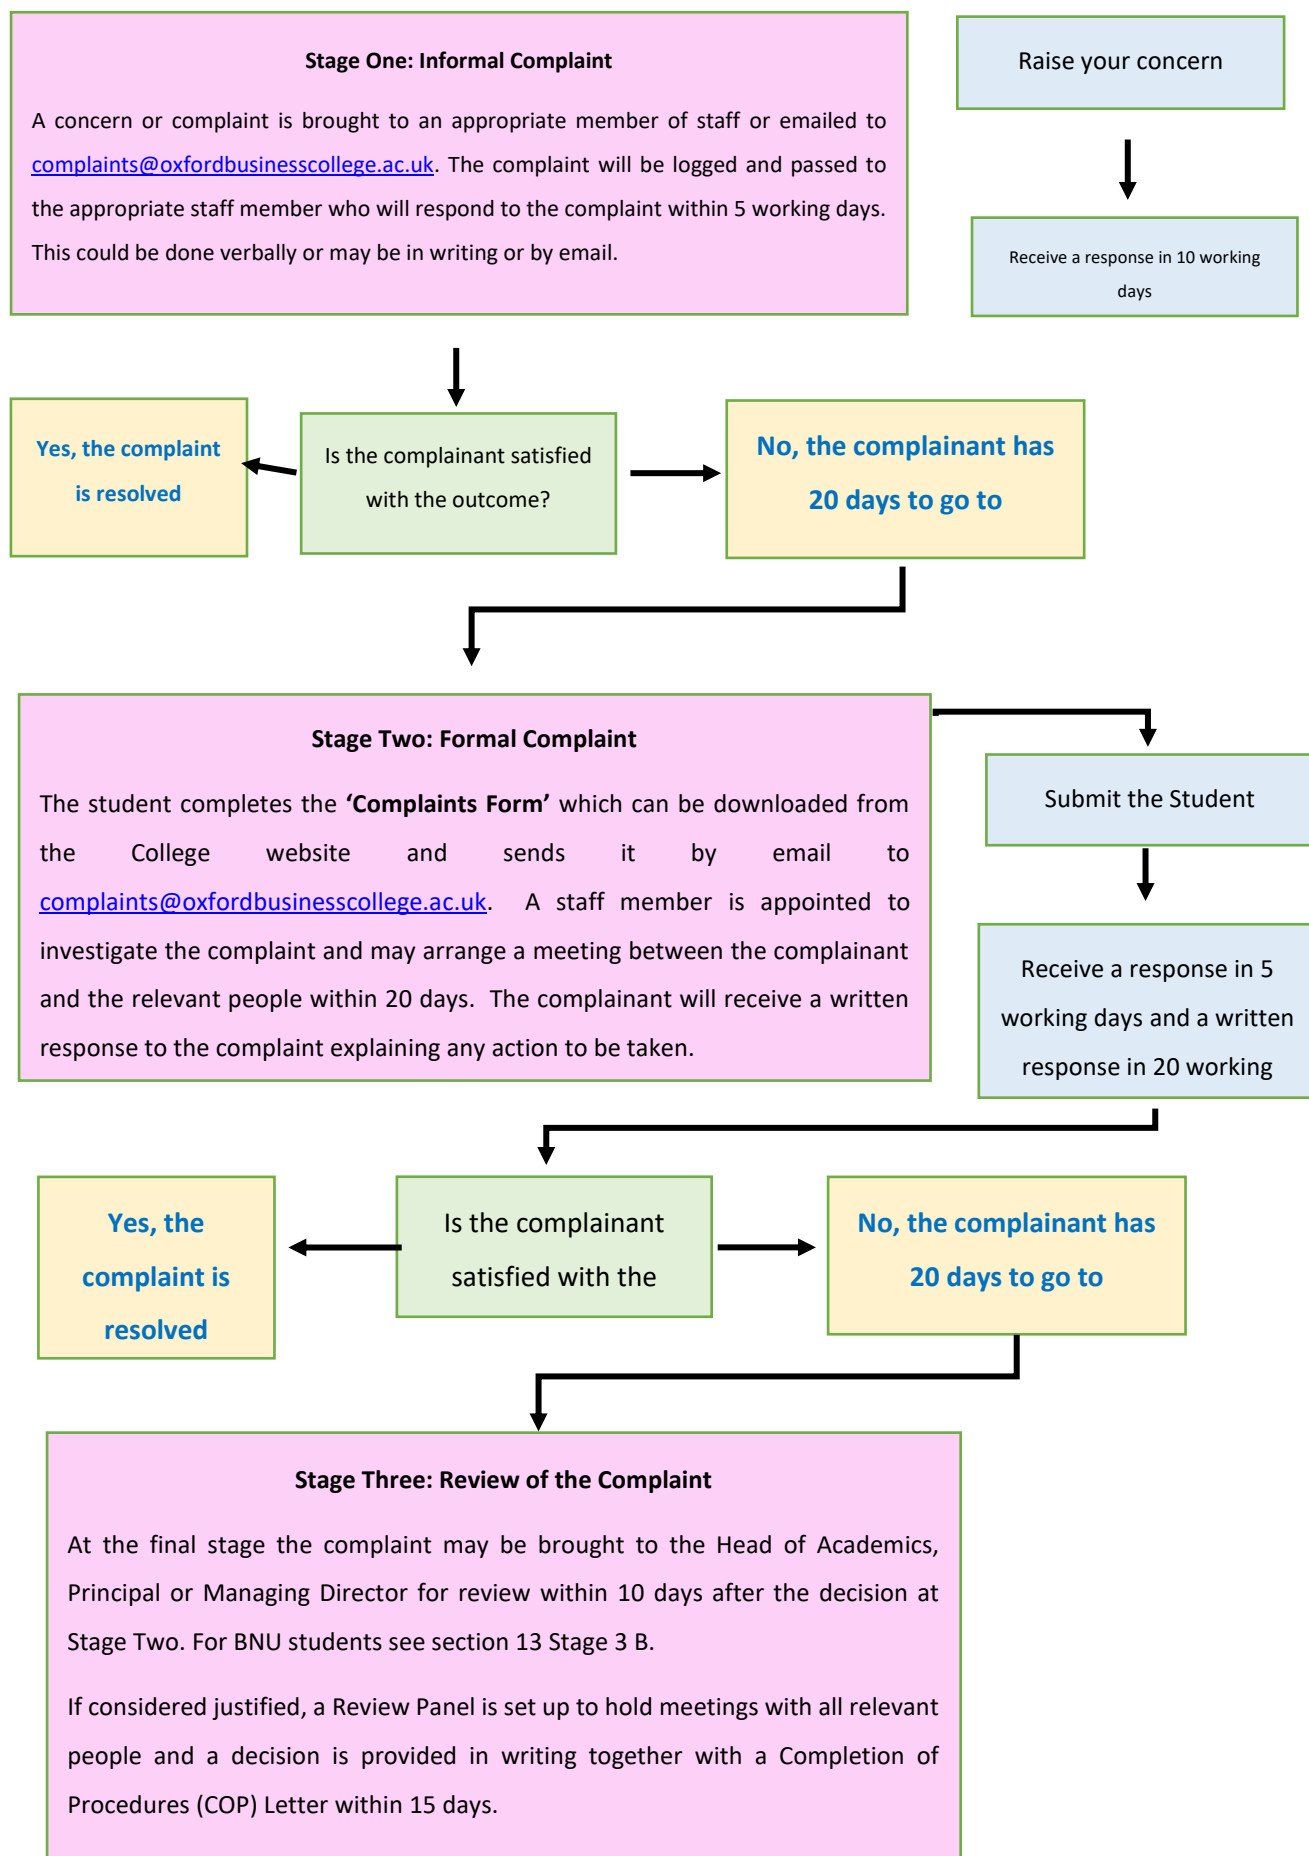 Stage One: Informal Complaint
A concern or complaint is brought to an appropriate member of staff or emailed to
complaints@oxfordbusinesscollege.ac.uk. The complaint will be logged and passed to
the appropriate staff member who will respond to the complaint within 5 working days.
This could be done verbally or may be in writing or by email.
Raise your concern
Receive a response in 10 working
days
Yes, the complaint
is resolved
Is the complainant satisfied
with the outcome?
No, the complainant has
20 days to go to
Stage Two: Formal Complaint
The student completes the ‘Complaints Form’ which can be downloaded from
the College website and sends it by email to
complaints@oxfordbusinesscollege.ac.uk. A staff member is appointed to
investigate the complaint and may arrange a meeting between the complainant
and the relevant people within 20 days. The complainant will receive a written
response to the complaint explaining any action to be taken.
Submit the Student
Receive a response in 5
working days and a written
response in 20 working
Yes, the
complaint is
resolved
Is the complainant
satisfied with the
No, the complainant has
20 days to go to
Stage Three: Review of the Complaint
At the final stage the complaint may be brought to the Head of Academics,
Principal or Managing Director for review within 10 days after the decision at
Stage Two. For BNU students see section 13 Stage 3 B.
If considered justified, a Review Panel is set up to hold meetings with all relevant
people and a decision is provided in writing together with a Completion of
Procedures (COP) Letter within 15 days.